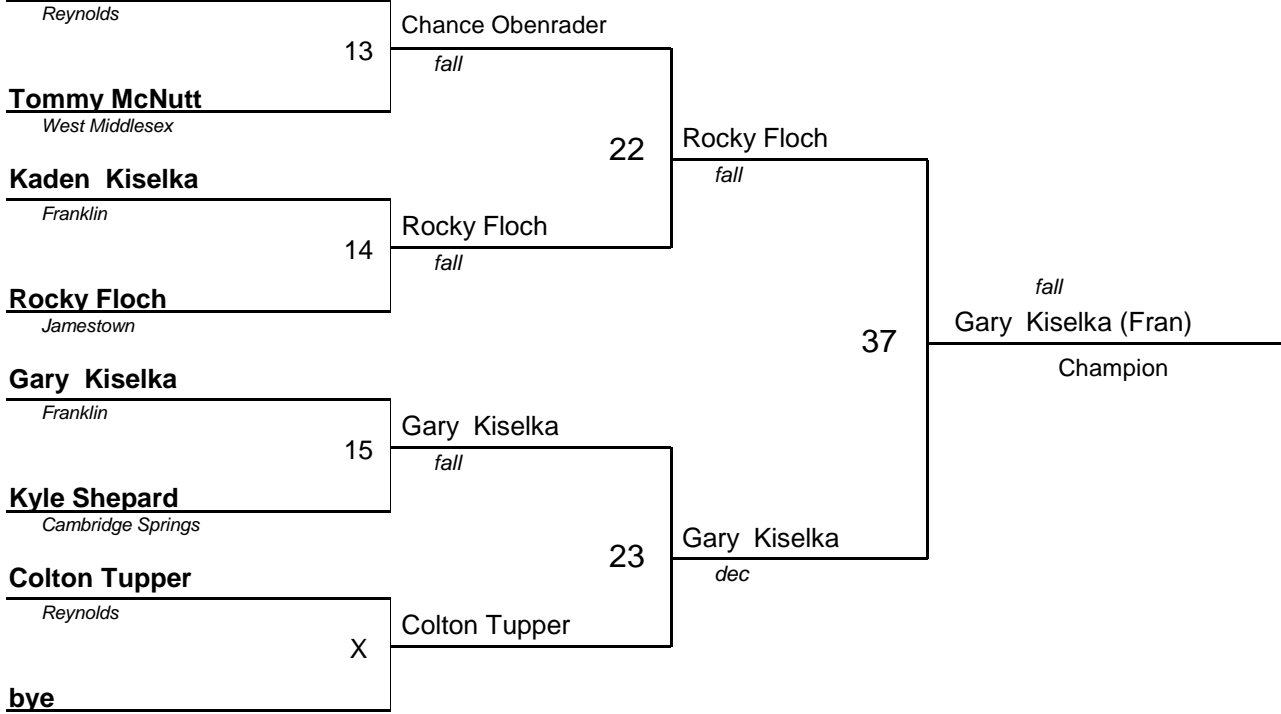 Reynolds
Chance Obenrader
13
fall
Tommy McNutt
West Middlesex
22
Rocky Floch
fall
Kaden  Kiselka
Franklin
Rocky Floch
14
fall
Rocky Floch
Jamestown
fall
Gary  Kiselka (Fran)
37
Champion
Gary  Kiselka
Franklin
Gary  Kiselka
15
fall
Kyle Shepard
Cambridge Springs
23
Gary  Kiselka
dec
Colton Tupper
Reynolds
Colton Tupper
X
bye